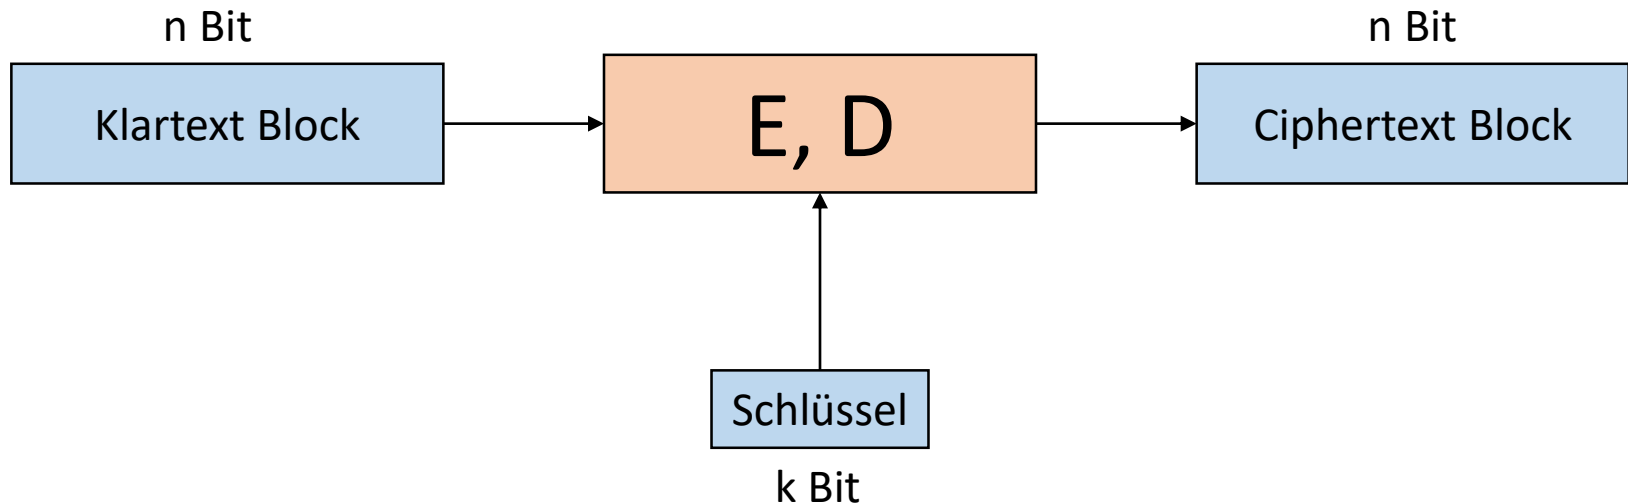 n Bit
n Bit
Klartext Block
E, D
Ciphertext Block
Schlüssel
k Bit